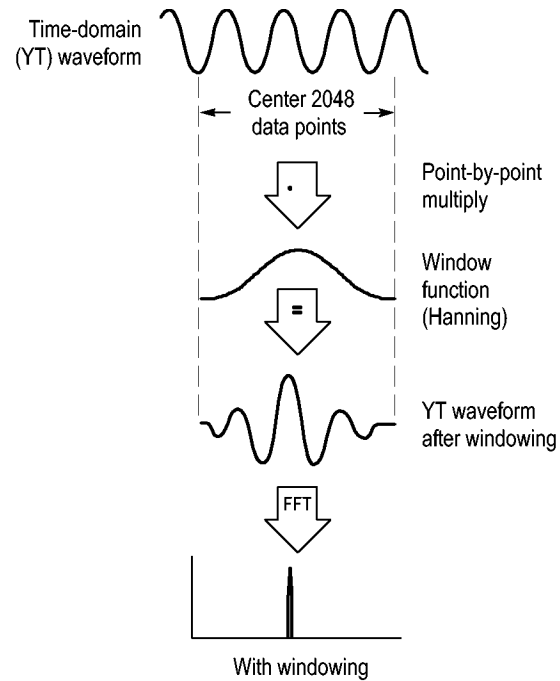 Time-domain
(YT) waveform
Center 2048
data points
Point-by-point
multiply
Window
function
(Hanning)
=
YT waveform
after windowing
FFT
With windowing